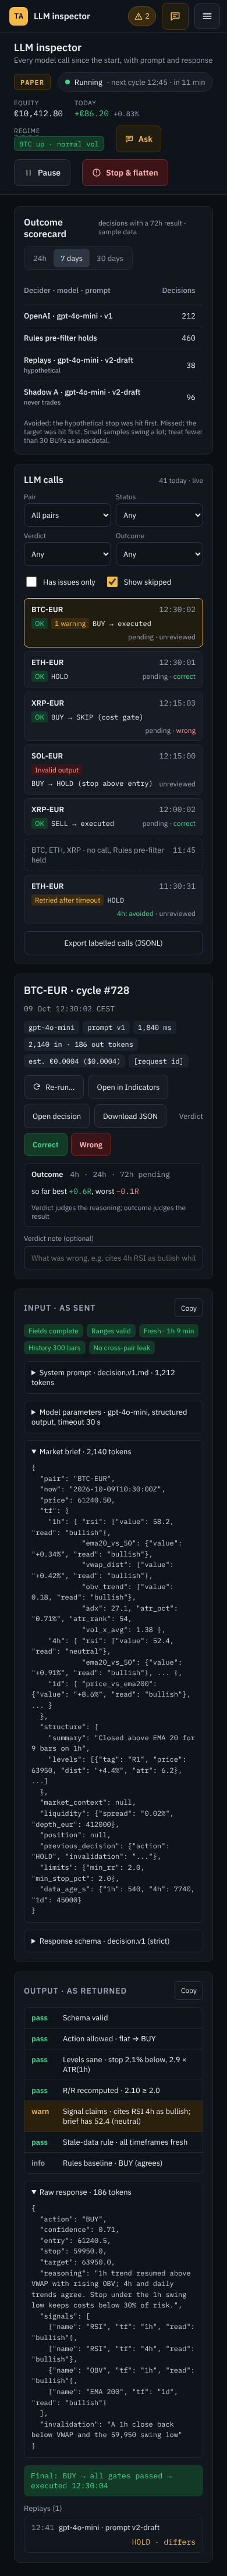 TA LLM inspector 2
LLM inspector
Every model call since the start, with prompt and response
PAPER Running · next cycle 12:45 · in 11 min
EQUITY TODAY
€10,412.80 +€86.20 +0.83%
REGIME
BTC up · normal vol Ask
Pause Stop & flatten
Outcome scorecard
decisions with a 72h result · sample data
24h 7 days 30 days
Decider · model · prompt Decisions
OpenAI · gpt-4o-mini · v1 212
Rules pre-filter holds 460
Replays · gpt-4o-mini · v2-draft 38
hypothetical
Shadow A · gpt-4o-mini · v2-draft 96
never trades
Avoided: the hypothetical stop was hit first. Missed: the
target was hit first. Small samples swing a lot; treat fewer
than 30 BUYs as anecdotal.
LLM calls 41 today · live
Pair Status
All pairs Any
Verdict Outcome
Any Any
Has issues only Show skipped
BTC-EUR 12:30:02
OK 1 warning BUY → executed
pending · unreviewed
ETH-EUR 12:30:01
OK HOLD pending · correct
XRP-EUR 12:15:03
OK BUY → SKIP (cost gate)
pending · wrong
SOL-EUR 12:15:00
Invalid output
BUY → HOLD (stop above entry) unreviewed
XRP-EUR 12:00:02
OK SELL → executed pending · correct
BTC, ETH, XRP · no call, Rules pre-filter 11:45
held
ETH-EUR 11:30:31
Retried after timeout HOLD
4h: avoided · unreviewed
Export labelled calls (JSONL)
BTC-EUR · cycle #728
09 Oct 12:30:02 CEST
gpt-4o-mini prompt v1 1,840 ms
2,140 in · 186 out tokens
est. €0.0004 ($0.0004) [request id]
Re-run... Open in Indicators
Open decision Download JSON Verdict
Correct Wrong
Outcome 4h · 24h · 72h pending
so far best +0.6R, worst −0.1R
Verdict judges the reasoning; outcome judges the
result
Verdict note (optional)
What was wrong, e.g. cites 4h RSI as bullish whil
INPUT · AS SENT Copy
Fields complete Ranges valid Fresh · 1h 9 min
History 300 bars No cross-pair leak
▶ System prompt · decision.v1.md · 1,212
tokens
▶ Model parameters · gpt-4o-mini, structured
output, timeout 30 s
▼ Market brief · 2,140 tokens
{
"pair": "BTC-EUR",
"now": "2026-10-09T10:30:00Z",
"price": 61240.50,
"tf": {
"1h": { "rsi": {"value": 58.2,
"read": "bullish"},
"ema20_vs_50": {"value":
"+0.34%", "read": "bullish"},
"vwap_dist": {"value":
"+0.42%", "read": "bullish"},
"obv_trend": {"value":
0.18, "read": "bullish"},
"adx": 27.1, "atr_pct":
"0.71%", "atr_rank": 54,
"vol_x_avg": 1.38 },
"4h": { "rsi": {"value": 52.4,
"read": "neutral"},
"ema20_vs_50": {"value":
"+0.91%", "read": "bullish"}, ... },
"1d": { "price_vs_ema200":
{"value": "+8.6%", "read": "bullish"},
... }
},
"structure": {
"summary": "Closed above EMA 20 for
9 bars on 1h",
"levels": [{"tag": "R1", "price":
63950, "dist": "+4.4%", "atr": 6.2},
...]
},
"market_context": null,
"liquidity": {"spread": "0.02%",
"depth_eur": 412000},
"position": null,
"previous_decision": {"action":
"HOLD", "invalidation": "..."},
"limits": {"min_rr": 2.0,
"min_stop_pct": 2.0},
"data_age_s": {"1h": 540, "4h": 7740,
"1d": 45000}
}
▶ Response schema · decision.v1 (strict)
OUTPUT · AS RETURNED Copy
pass Schema valid
pass Action allowed · flat → BUY
pass Levels sane · stop 2.1% below, 2.9 ×
ATR(1h)
pass R/R recomputed · 2.10 ≥ 2.0
warn Signal claims · cites RSI 4h as bullish;
brief has 52.4 (neutral)
pass Stale-data rule · all timeframes fresh
info Rules baseline · BUY (agrees)
▼ Raw response · 186 tokens
{
"action": "BUY",
"confidence": 0.71,
"entry": 61240.5,
"stop": 59950.0,
"target": 63950.0,
"reasoning": "1h trend resumed above
VWAP with rising OBV; 4h and daily
trends agree. Stop under the 1h swing
low keeps costs below 30% of risk.",
"signals": [
{"name": "RSI", "tf": "1h", "read":
"bullish"},
{"name": "RSI", "tf": "4h", "read":
"bullish"},
{"name": "OBV", "tf": "1h", "read":
"bullish"},
{"name": "EMA 200", "tf": "1d",
"read": "bullish"}
],
"invalidation": "A 1h close back
below VWAP and the 59,950 swing low"
}
Final: BUY → all gates passed →
executed 12:30:04
Replays (1)
12:41 gpt-4o-mini · prompt v2-draft
HOLD · differs